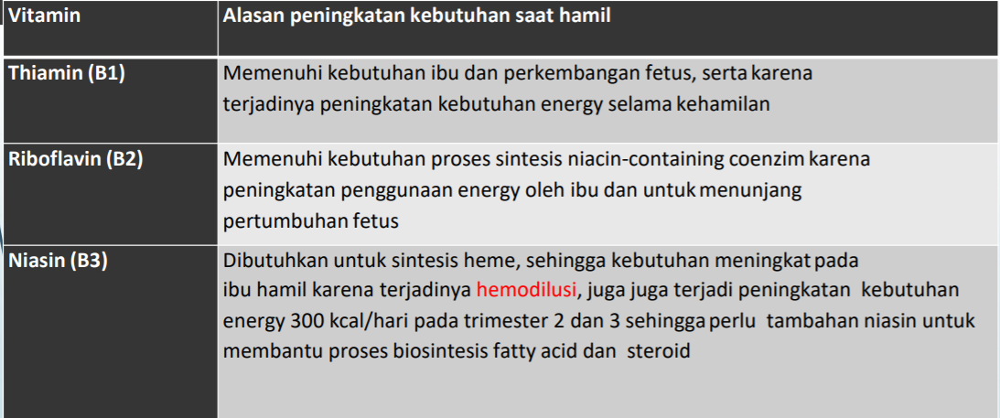 Vitamin
Alasan peningkatan kebutuhan saat hamil
Thiamin (B1)
Memenuhi kebutuhan ibu dan perkembangan fetus, serta karena
terjadinya peningkatan kebutuhan energy selama kehamilan
Riboflavin (B2)
Memenuhi kebutuhan proses sintesis niacin-containing coenzim karena
peningkatan penggunaan energy oleh ibu dan untuk menunjang
pertumbuhan fetus
Niasin (B3)
Dibutuhkan untuk sintesis heme, sehingga kebutuhan meningkat pada
ibu hamil karena terjadinya hemodilusi, juga juga terjadi peningkatan kebutuhan
energy 300 kcal/hari pada trimester 2 dan 3 sehingga perlu tambahan niasin untuk
membantu proses biosintesis fatty acid dan steroid